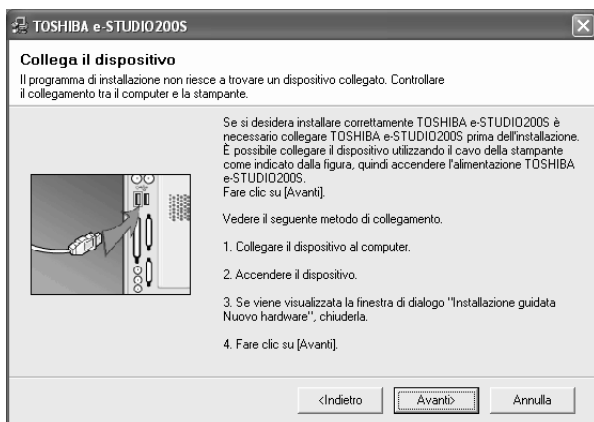 TOSHIBA e-STUDIO200S
Collega il dispositivo
Il programma di installazione non riesce a trovare un dispositivo collegato. Controllare
il collegamento tra il computer e la stampante.
Se si desidera installare correttamente TOSHIBA e-STUDIO200S è
necessario collegare TOSHIBA e-STUDIO200S prima dell'installazione.
È possibile collegare il dispositivo utilizzando il cavo della stampante
come indicato dalla figura, quindi accendere l'alimentazione TOSHIBA
e-STUDIO200S.
Fare clic su [Avanti].
Vedere il seguente metodo di collegamento.
1. Collegare il dispositivo al computer.
2. Accendere il dispositivo.
3. Se viene visualizzata la finestra di dialogo "Installazione guidata
Nuovo hardware", chiuderla.
4. Fare clic su [Avanti].
<Indietro
Avanti>
Annulla